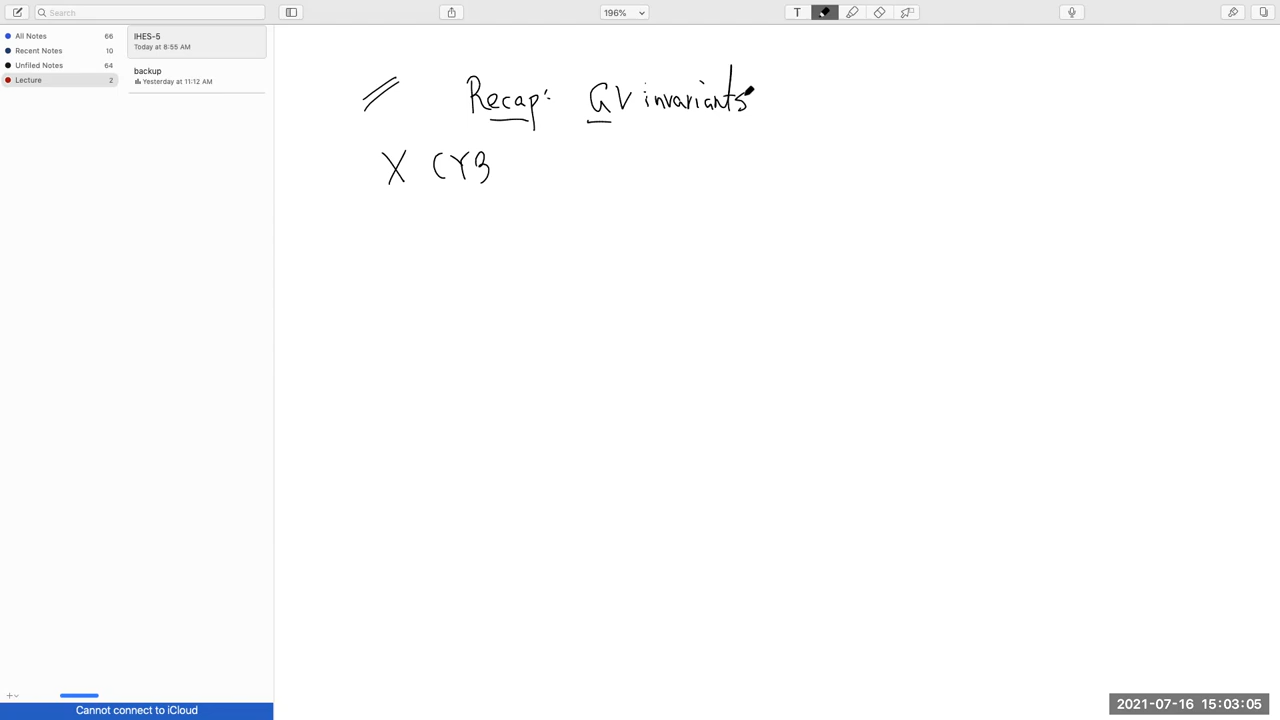 Search
196%
T
All Notes 66
Recent Notes 10
Unfiled Notes 64
Lecture 2
IHES-5
Today at 8:55 AM
backup
Yesterday at 11:12 AM
Recap: GV invariants
X CY3
Cannot connect to iCloud
2021-07-16 15:03:05